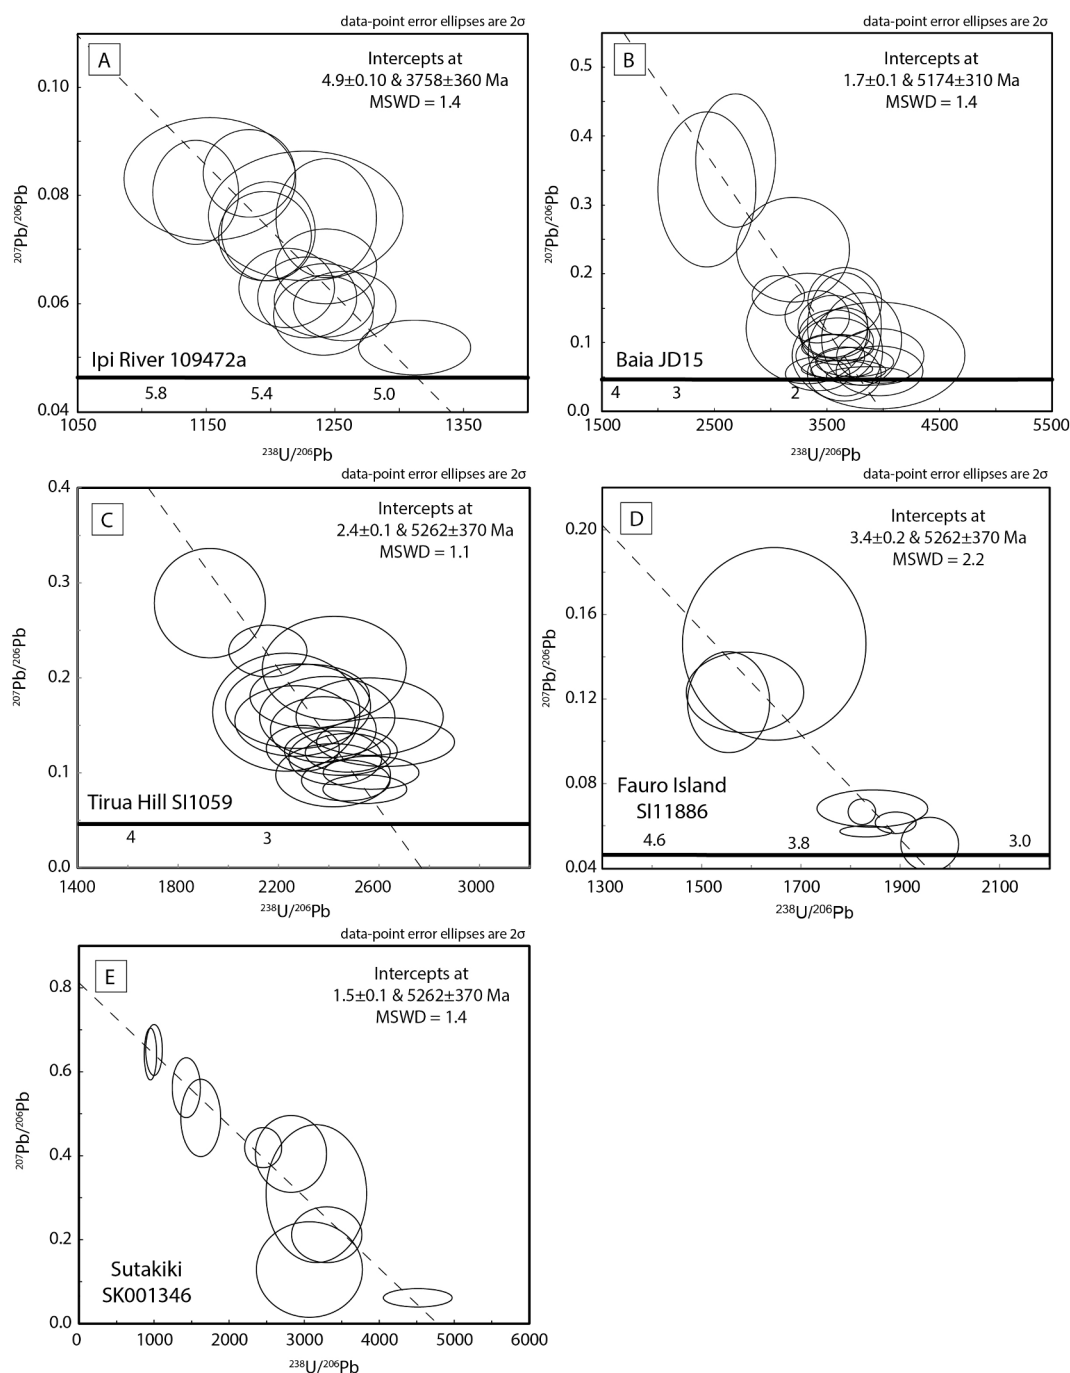 data-point error ellipses are 2σ
A
Intercepts at
4.9±0.10 & 3758±360 Ma
MSWD = 1.4
0.10
0.08
0.06
0.04
207Pb/206Pb
Ipi River 109472a
5.8 5.4 5.0
1050 1150 1250 1350
238U/206Pb
data-point error ellipses are 2σ
B
Intercepts at
1.7±0.1 & 5174±310 Ma
MSWD = 1.4
0.5
0.4
0.3
0.2
0.1
0.0
207Pb/206Pb
Baia JD15
4 3 2
1500 2500 3500 4500 5500
238U/206Pb
data-point error ellipses are 2σ
C
Intercepts at
2.4±0.1 & 5262±370 Ma
MSWD = 1.1
0.4
0.3
0.2
0.1
0.0
207Pb/206Pb
Tirua Hill SI1059
4 3
1400 1800 2200 2600 3000
238U/206Pb
data-point error ellipses are 2σ
D
Intercepts at
3.4±0.2 & 5262±370 Ma
MSWD = 2.2
0.20
0.16
0.12
0.08
0.04
207Pb/206Pb
Fauro Island
SI11886
4.6 3.8 3.0
1300 1500 1700 1900 2100
238U/206Pb
data-point error ellipses are 2σ
E
Intercepts at
1.5±0.1 & 5262±370 Ma
MSWD = 1.4
0.8
0.6
0.4
0.2
0.0
207Pb/206Pb
Sutakiki
SK001346
0 1000 2000 3000 4000 5000 6000
238U/206Pb